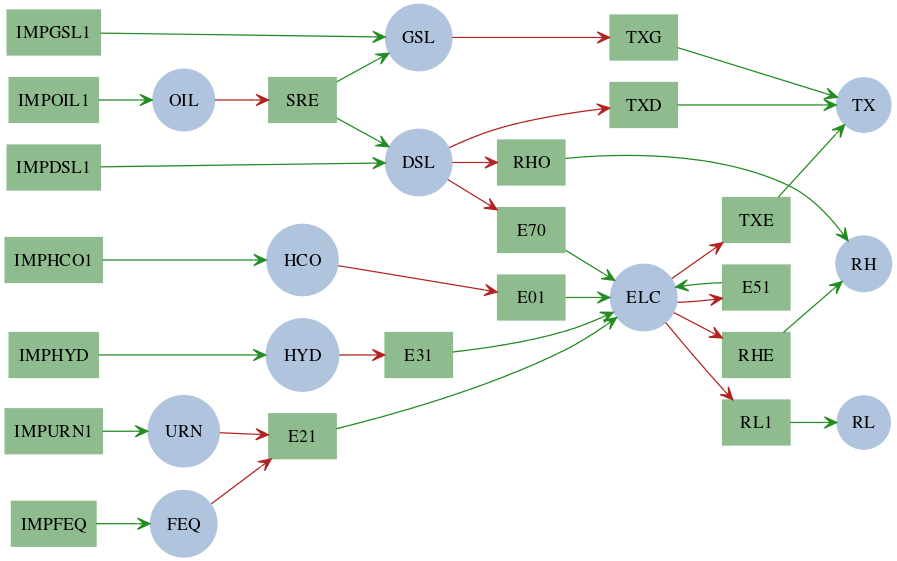 IMPGSL1
GSL
TXG
IMPOIL1
OIL
SRE
TXD
TX
IMPDSL1
DSL
RHO
E70
TXE
IMPHCO1
HCO
RH
E01
ELC
E51
IMPHYD
HYD
E31
RHE
IMPURN1
URN
E21
RL1
RL
IMPFEQ
FEQ